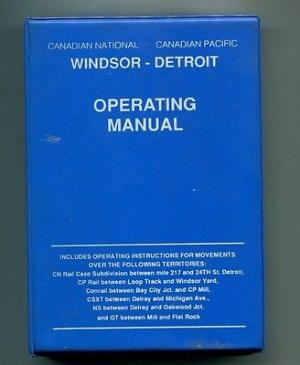 CANADIAN NATIONAL CANADIAN PACIFIC
WINDSOR - DETROIT
OPERATING
MANUAL
INCLUDES OPERATING INSTRUCTIONS FOR MOVEMENTS
OVER THE FOLLOWING TERRITORIES:
CN Rail Case Subdivision between mile 217 and 24TH St. Detroit,
CP Rail between Loop Track and Windsor Yard,
Conrail between Bay City Jct. and CP Mill,
CSXT between Delray and Michigan Ave.,
NS between Delray and Oakwood Jct.
and GT between Mill and Flat Rock